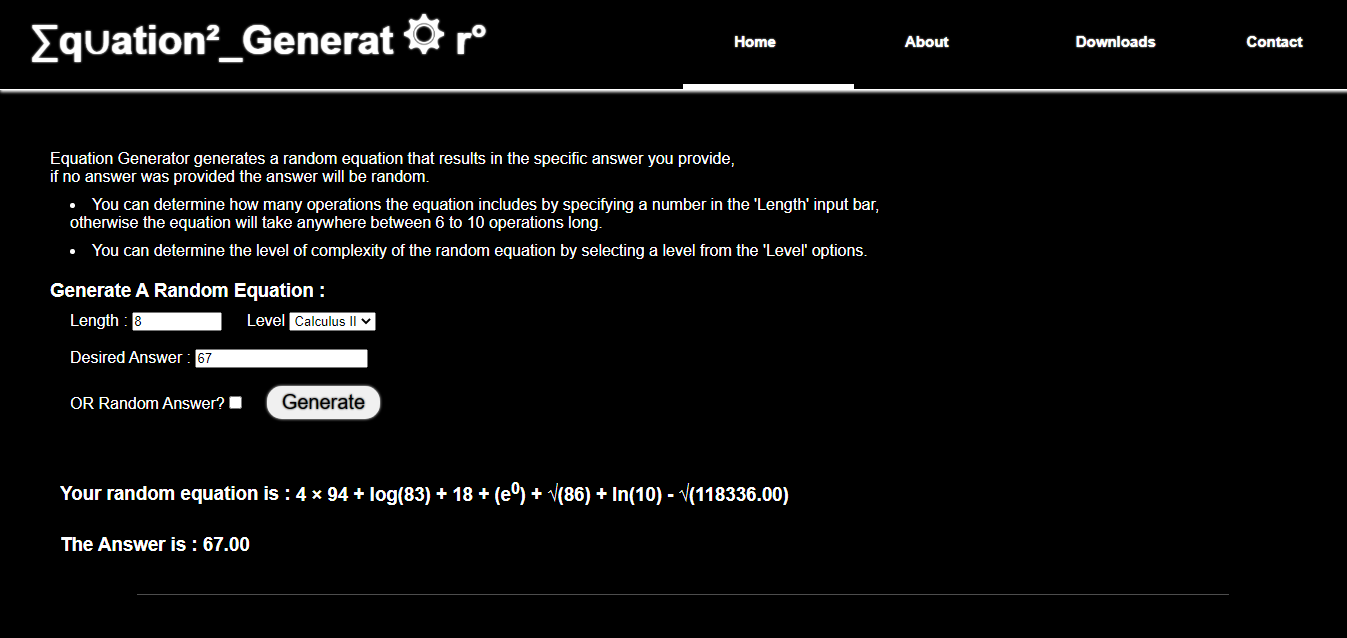 ∑qUation²_Generat⚙r°
Home
About
Downloads
Contact
Equation Generator generates a random equation that results in the specific answer you provide,
if no answer was provided the answer will be random.
• You can determine how many operations the equation includes by specifying a number in the 'Length' input bar,
otherwise the equation will take anywhere between 6 to 10 operations long.
• You can determine the level of complexity of the random equation by selecting a level from the 'Level' options.
Generate A Random Equation :
Length : 8 Level Calculus II
Desired Answer : 67
OR Random Answer? Generate
Your random equation is : 4 × 94 + log(83) + 18 + (e⁰) + √(86) + ln(10) - √(118336.00)
The Answer is : 67.00